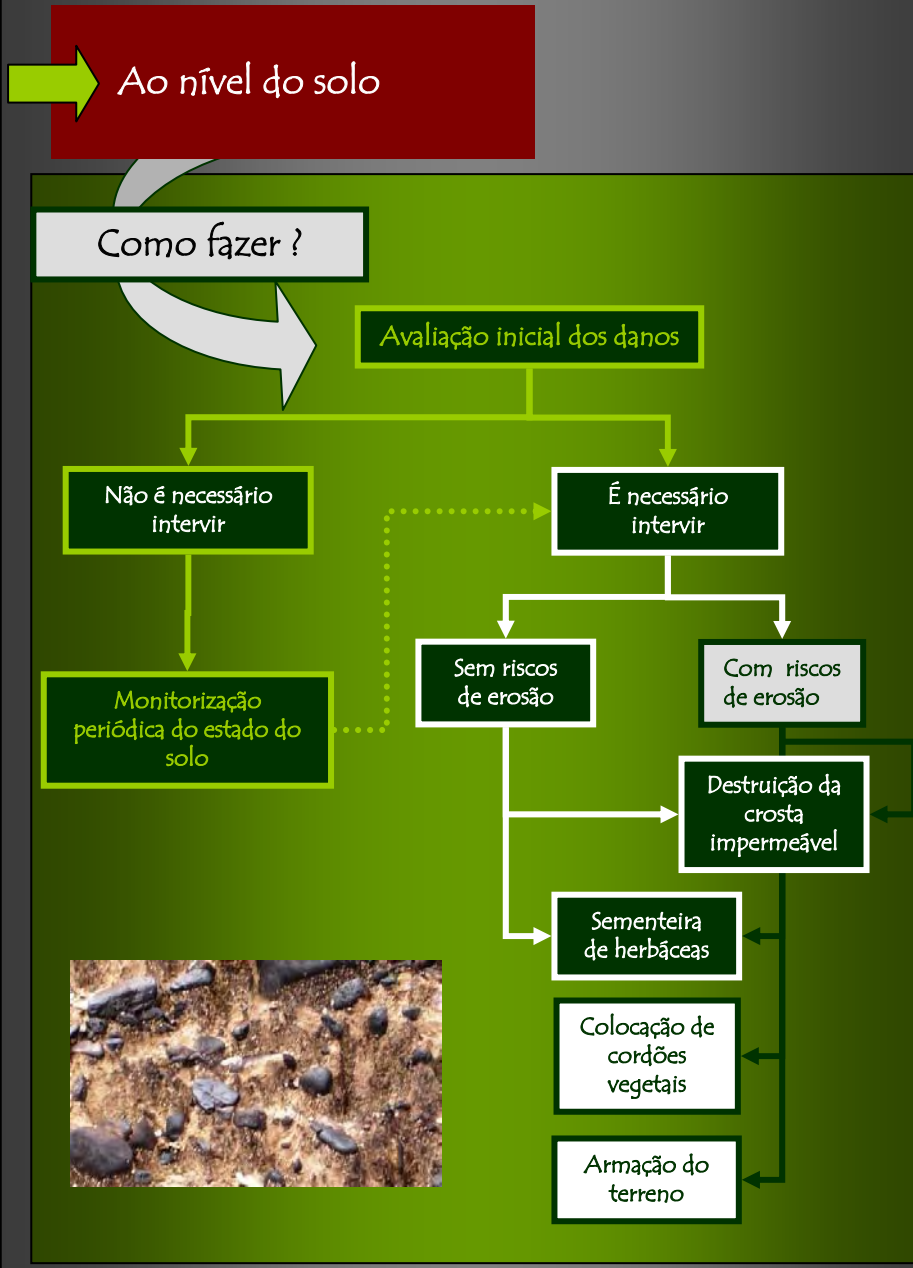 Ao nível do solo
Como fazer ?
Avaliação inicial dos danos
Não é necessário
intervir
É necessário
intervir
Sem riscos
de erosão
Com riscos
de erosão
Monitorização
periódica do estado do
solo
Destruição da
crosta
impermeável
Sementeira
de herbáceas
Colocação de
cordões
vegetais
Armação do
terreno